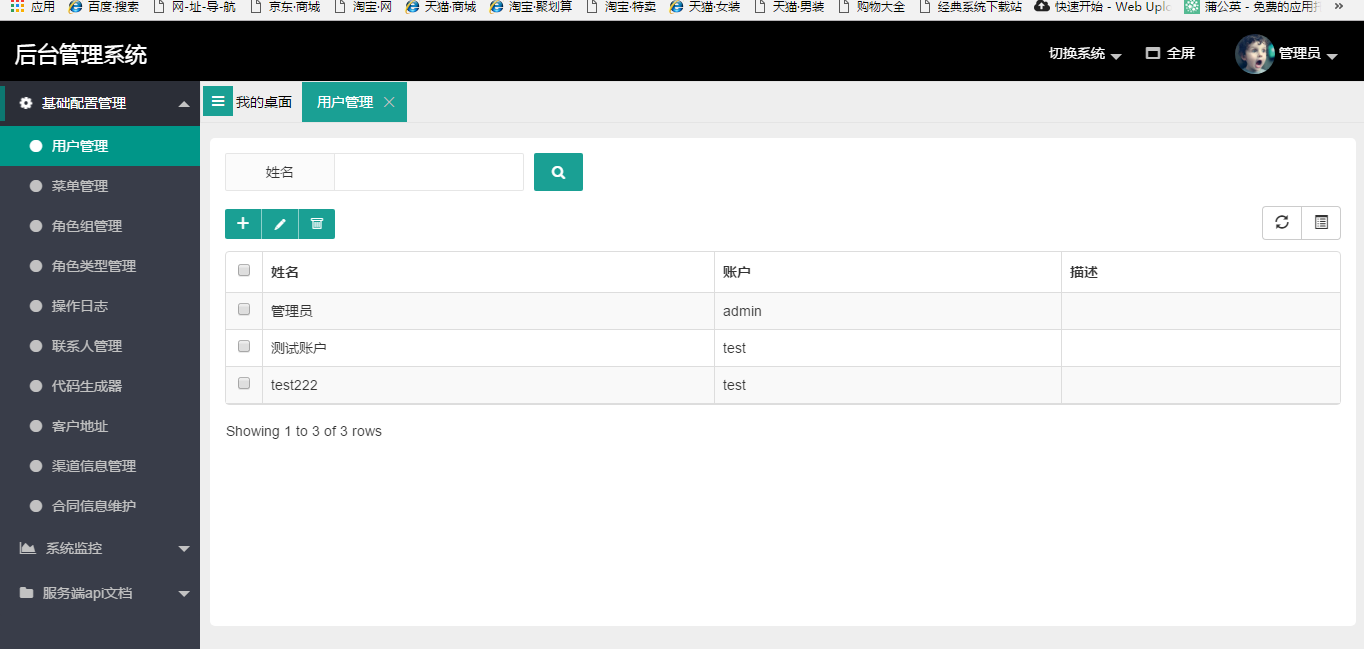 应用 百度·搜索 网·址·导·航 京东·商城 淘宝·网 天猫·商城 淘宝·聚划算 淘宝·特卖 天猫·女装 天猫·男装 购物大全 经典系统下载站 快速开始 - Web Uplo 蒲公英 - 免费的应用 »
后台管理系统 切换系统 全屏 管理员
基础配置管理
用户管理
菜单管理
角色组管理
角色类型管理
操作日志
联系人管理
代码生成器
客户地址
渠道信息管理
合同信息维护
系统监控
服务端api文档
我的桌面 用户管理
姓名
姓名 账户 描述
管理员 admin
测试账户 test
test222 test
Showing 1 to 3 of 3 rows